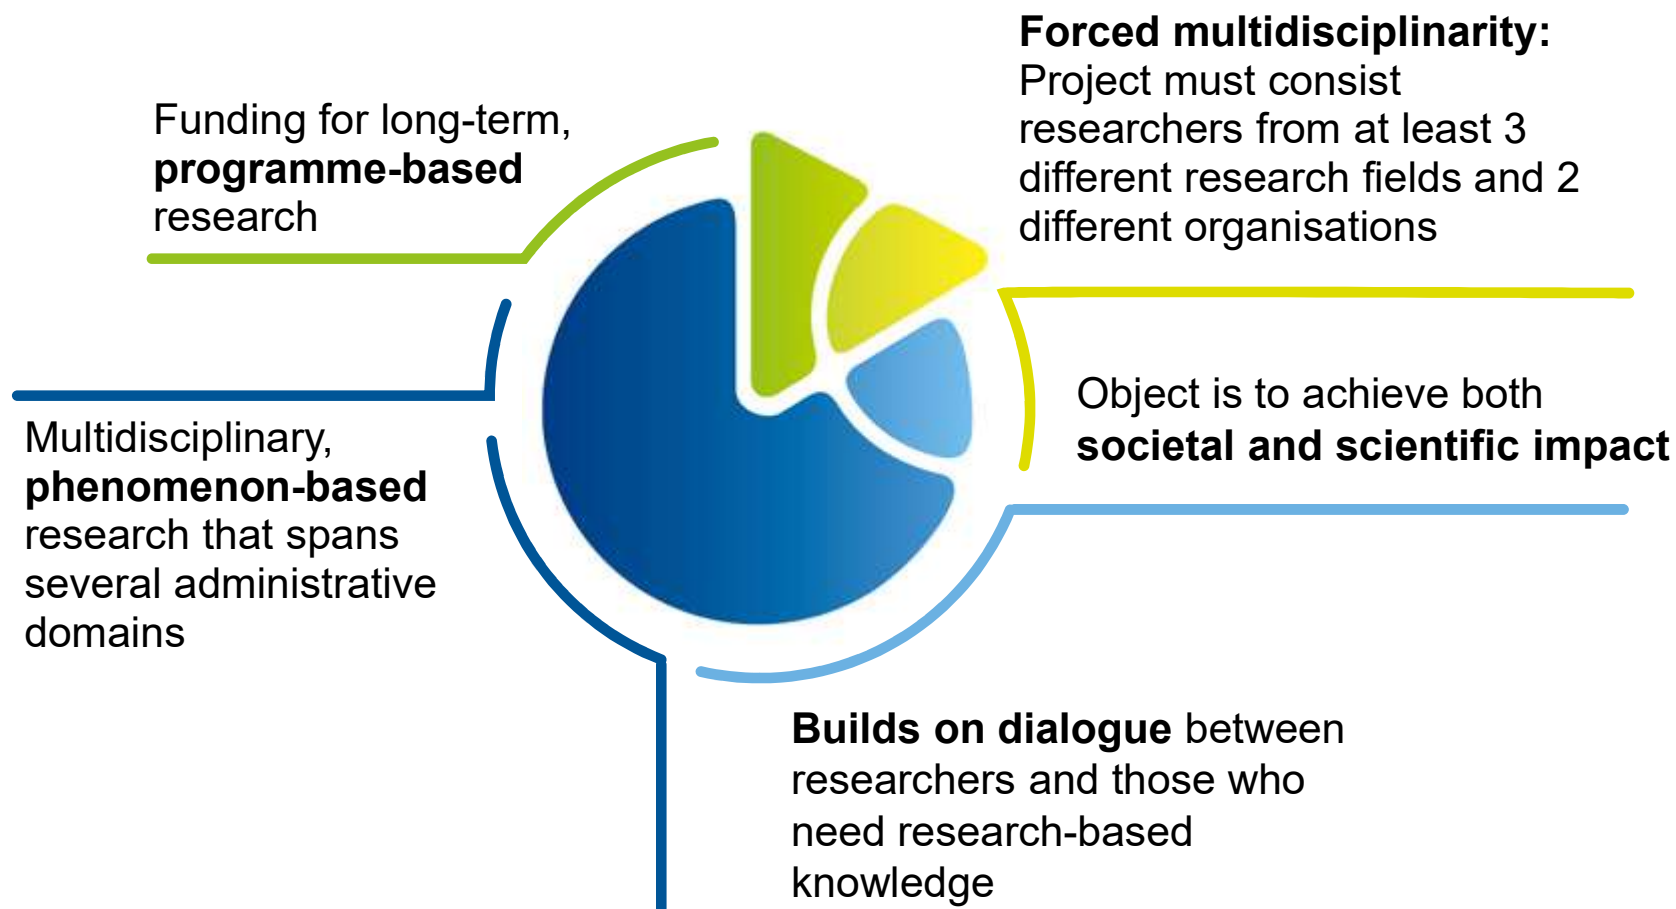 Funding for long-term,
programme-based
research
Forced multidisciplinarity:
Project must consist
researchers from at least 3
different research fields and 2
different organisations
Multidisciplinary,
phenomenon-based
research that spans
several administrative
domains
Object is to achieve both
societal and scientific impact
Builds on dialogue between
researchers and those who
need research-based
knowledge